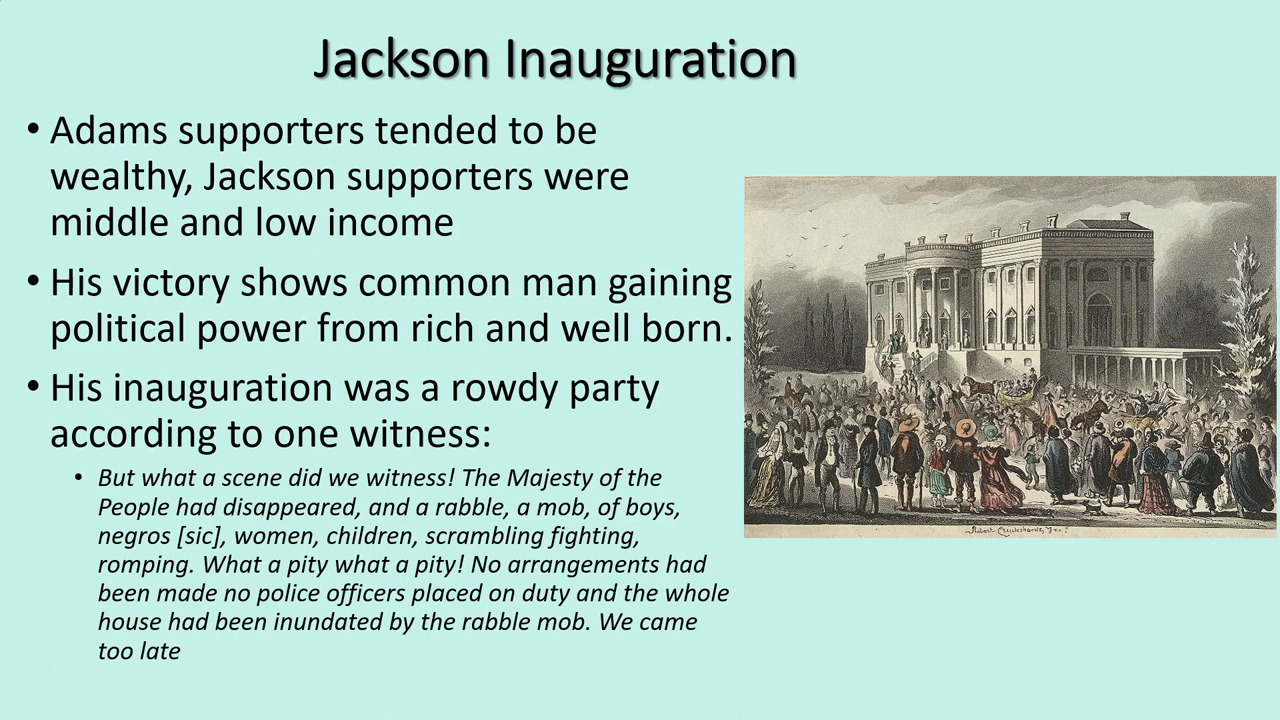 Jackson Inauguration
• Adams supporters tended to be
wealthy, Jackson supporters were
middle and low income
• His victory shows common man gaining
political power from rich and well born.
• His inauguration was a rowdy party
according to one witness:
• But what a scene did we witness! The Majesty of the
People had disappeared, and a rabble, a mob, of boys,
negros [sic], women, children, scrambling fighting,
romping. What a pity what a pity! No arrangements had
been made no police officers placed on duty and the whole
house had been inundated by the rabble mob. We came
too late